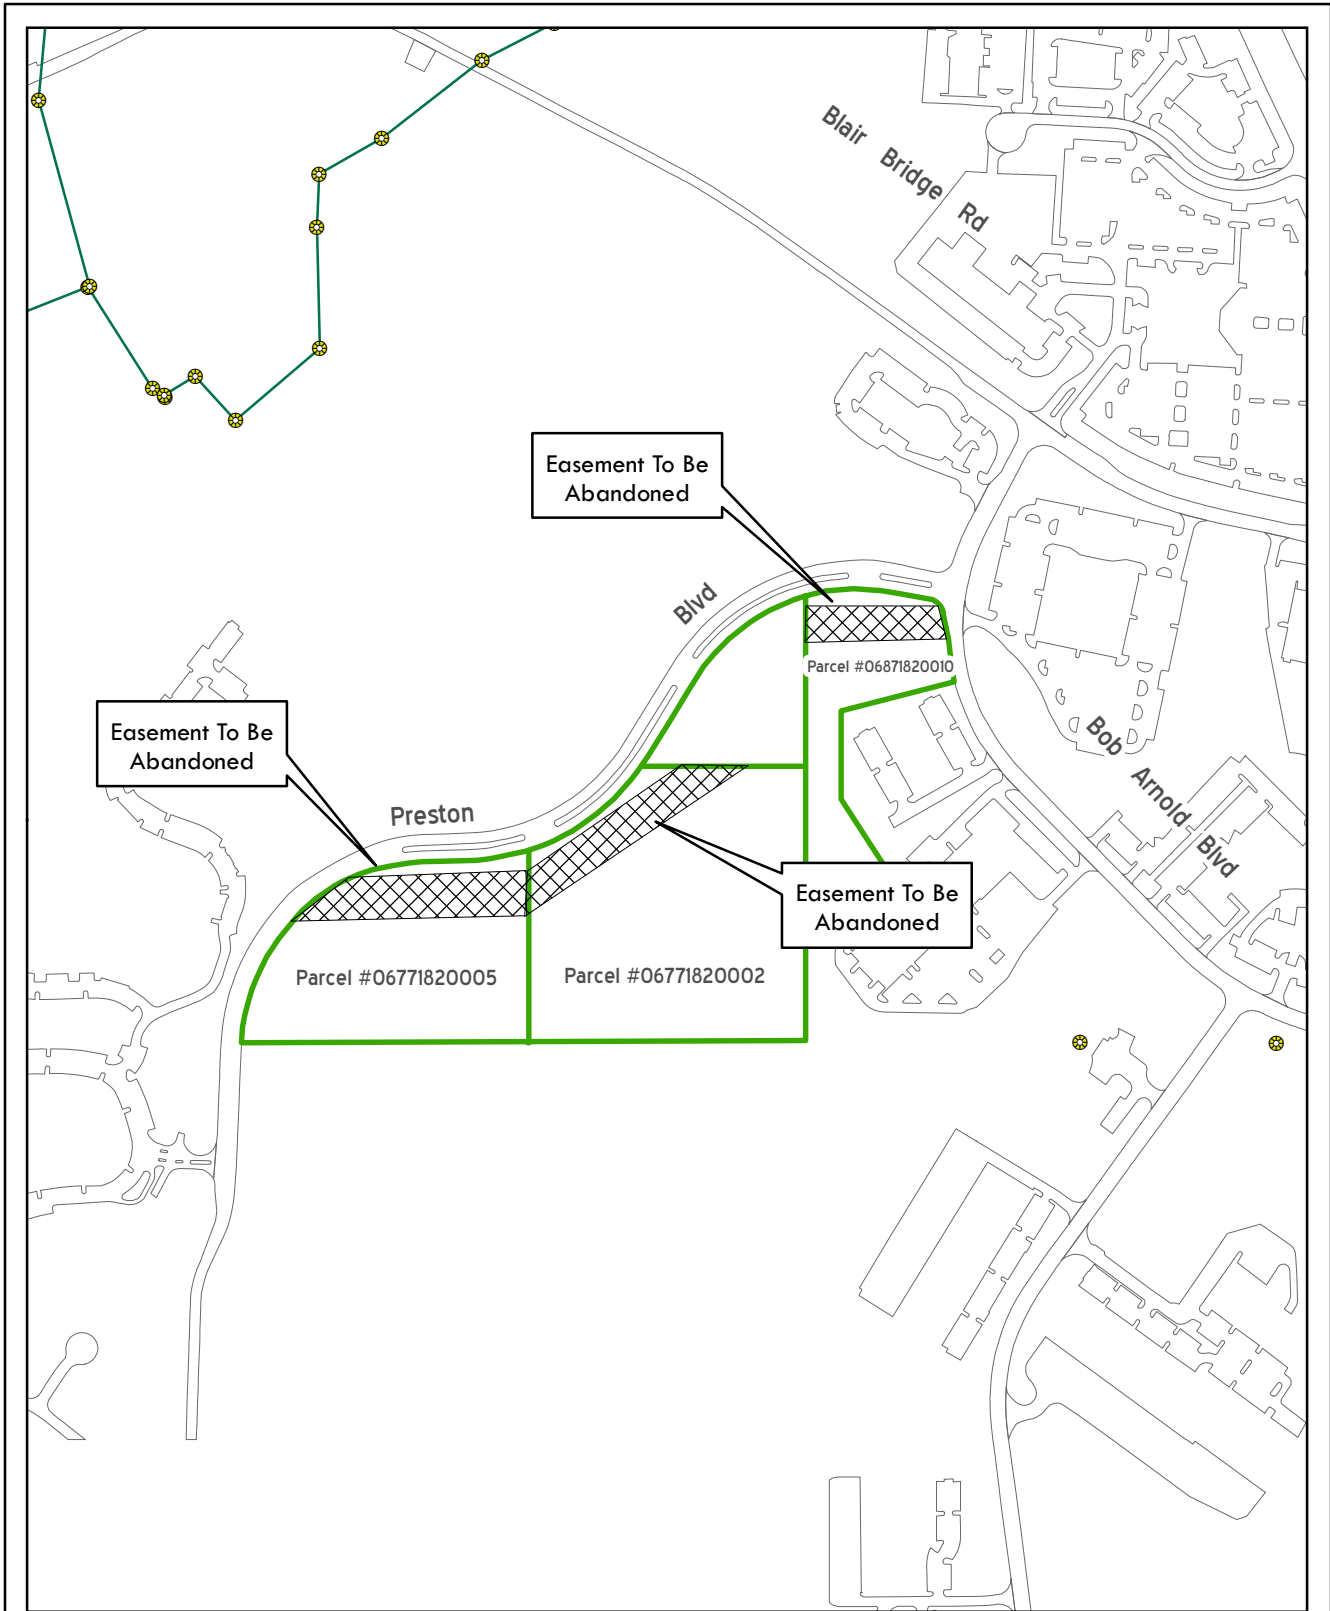 Blair Bridge Rd
Easement To Be
Abandoned
Blvd
Parcel #06871820010
Easement To Be
Abandoned
Bob Arnold Blvd
Preston
Easement To Be
Abandoned
Parcel #06771820005
Parcel #06771820002